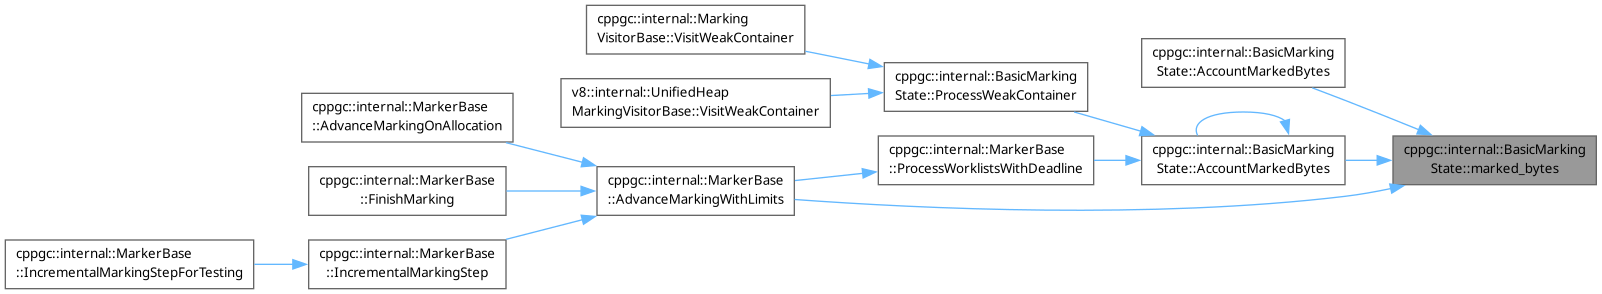 cppgc::internal::Marking
VisitorBase::VisitWeakContainer
v8::internal::UnifiedHeap
MarkingVisitorBase::VisitWeakContainer
cppgc::internal::MarkerBase
::AdvanceMarkingOnAllocation
cppgc::internal::MarkerBase
::FinishMarking
cppgc::internal::MarkerBase
::IncrementalMarkingStepForTesting
cppgc::internal::MarkerBase
::IncrementalMarkingStep
cppgc::internal::MarkerBase
::AdvanceMarkingWithLimits
cppgc::internal::BasicMarking
State::ProcessWeakContainer
cppgc::internal::MarkerBase
::ProcessWorklistsWithDeadline
cppgc::internal::BasicMarking
State::AccountMarkedBytes
cppgc::internal::BasicMarking
State::AccountMarkedBytes
cppgc::internal::BasicMarking
State::marked_bytes